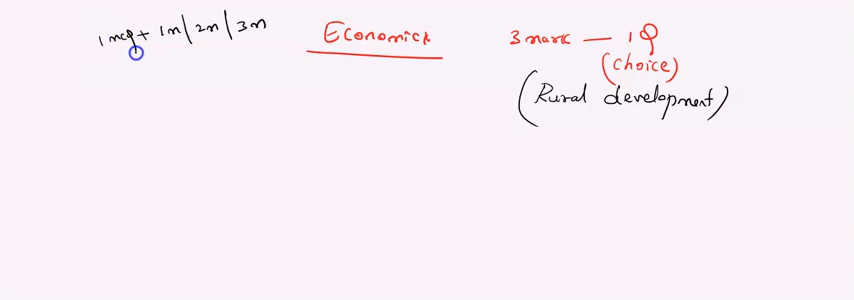 1 mcq + 1m/2m/3m
Economics
3 mark — 1 Q
(choice)
(Rural development)